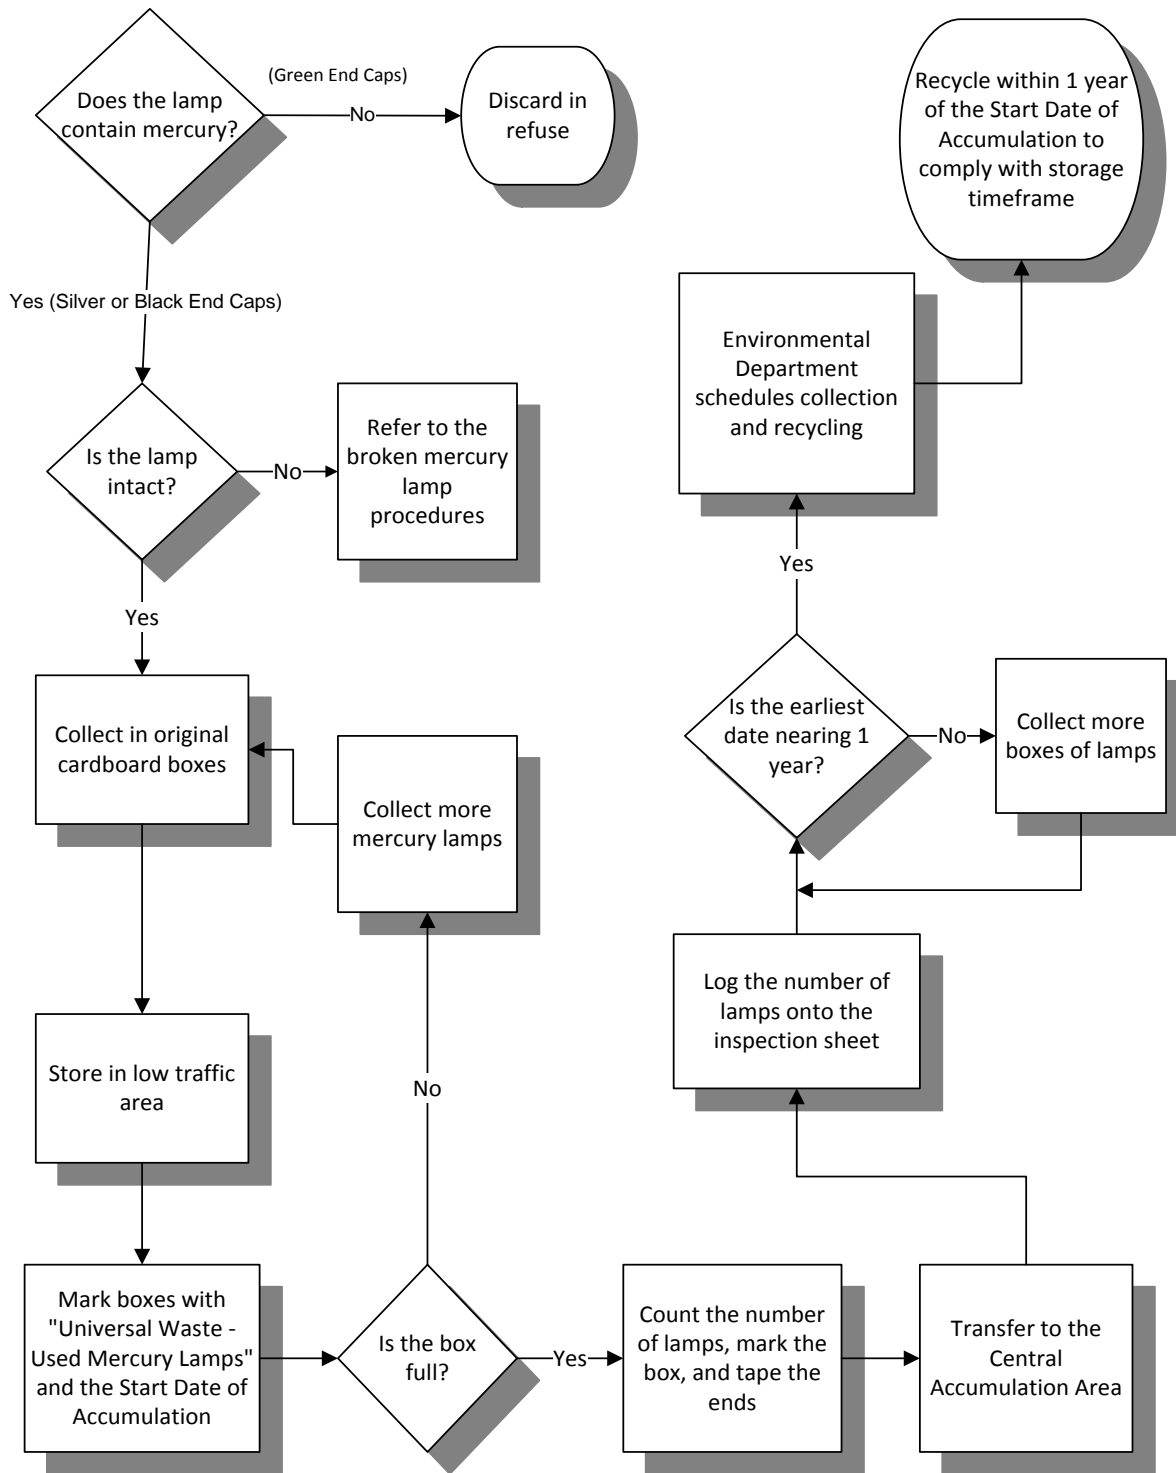 Does the lamp
contain mercury?
(Green End Caps)
No
Discard in
refuse
Yes (Silver or Black End Caps)
Is the lamp
intact?
No
Refer to the
broken mercury
lamp
procedures
Yes
Collect in original
cardboard boxes
Collect more
mercury lamps
Store in low traffic
area
No
Mark boxes with
"Universal Waste -
Used Mercury Lamps"
and the Start Date of
Accumulation
Is the box
full?
Yes
Count the number
of lamps, mark the
box, and tape the
ends
Transfer to the
Central
Accumulation Area
Log the number of
lamps onto the
inspection sheet
Is the earliest
date nearing 1
year?
No
Collect more
boxes of lamps
Yes
Environmental
Department
schedules collection
and recycling
Recycle within 1 year
of the Start Date of
Accumulation to
comply with storage
timeframe